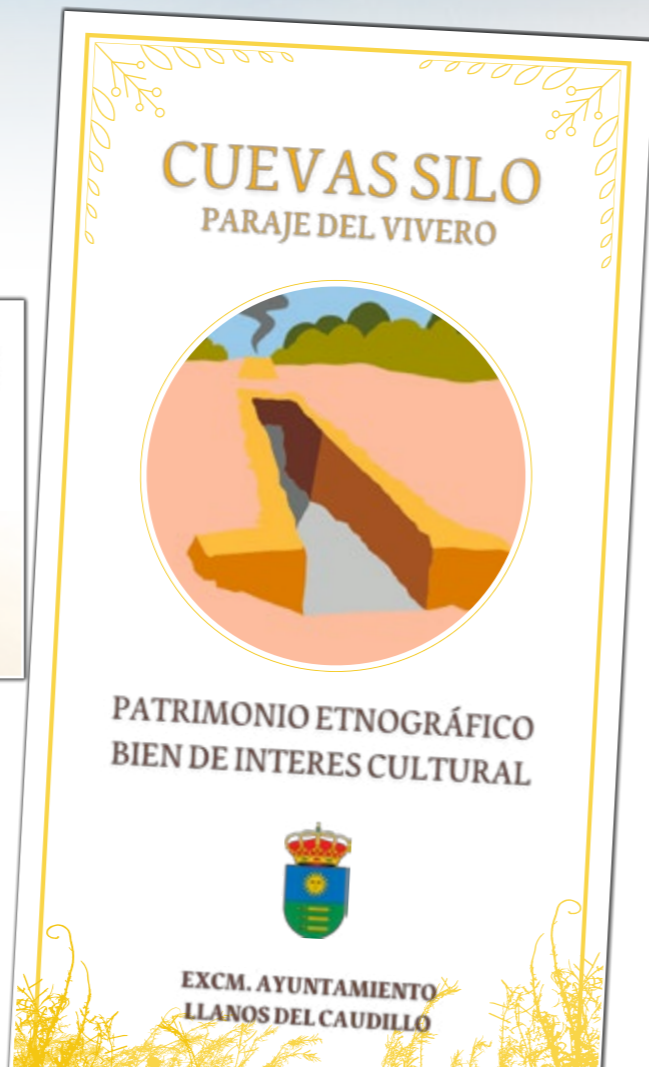 CUEVAS SILO
PARAJE DEL VIVERO
PATRIMONIO ETNOGRÁFICO
BIEN DE INTERES CULTURAL
EXCM. AYUNTAMIENTO
LLANOS DEL CAUDILLO